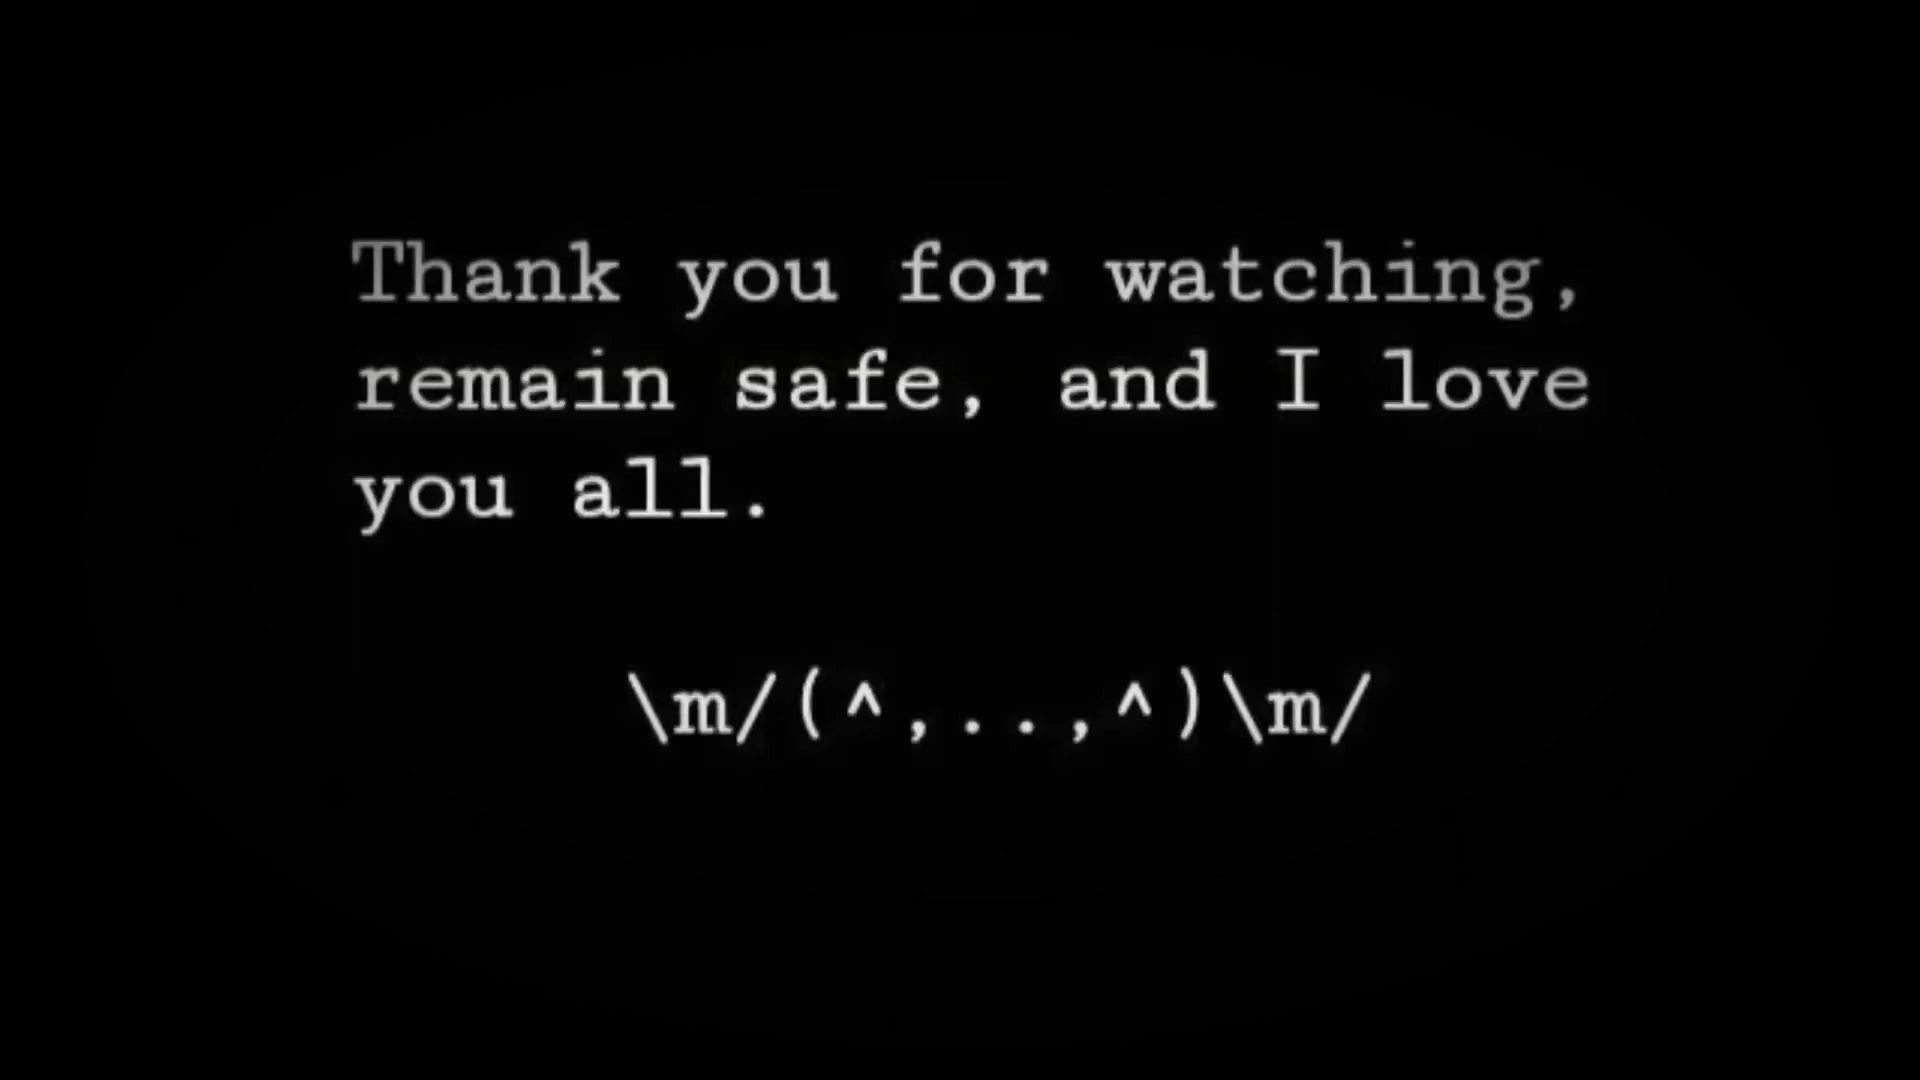 Thank you for watching,
remain safe, and I love
you all.
\m/(^,..,^)\m/